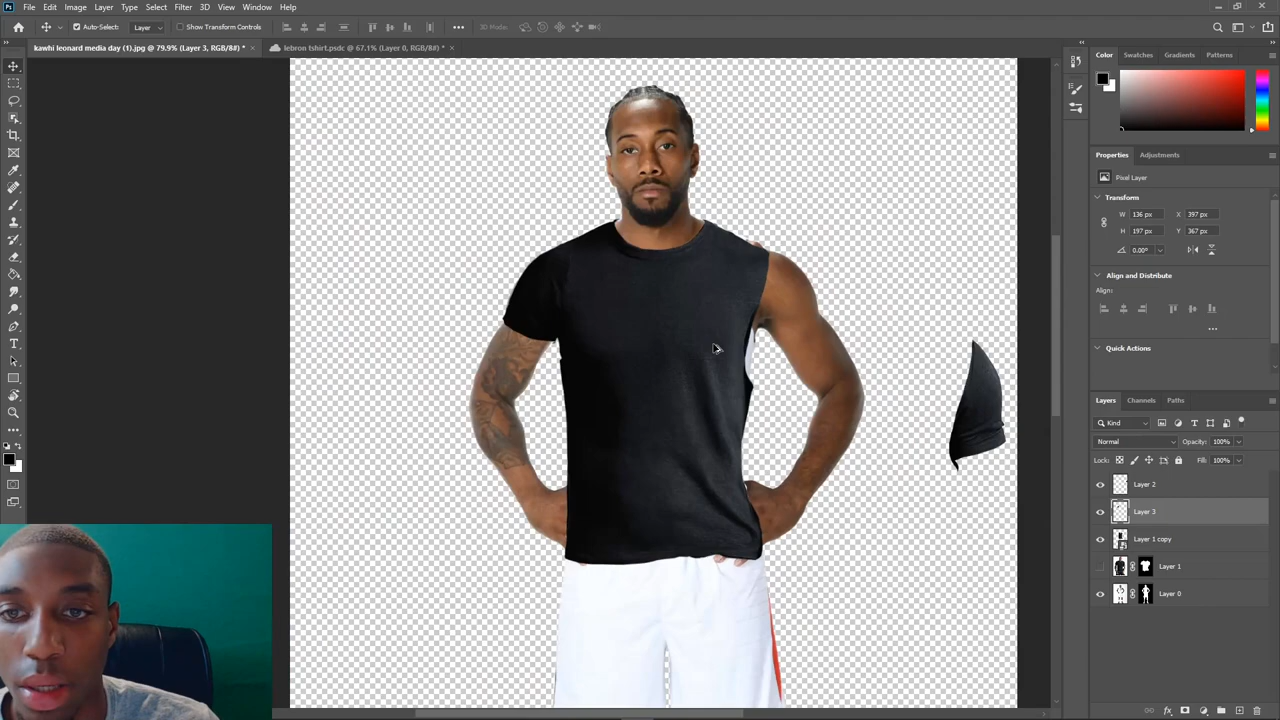 File Edit Image Layer Type Select Filter 3D View Window Help
Auto-Select: Layer Show Transform Controls 3D Mode:
kawhi leonard media day (1).jpg @ 79.9% (Layer 3, RGB/8#) * × lebron tshirt.psdc @ 67.1% (Layer 0, RGB/8#) * ×
Color Swatches Gradients Patterns
Properties Adjustments
Pixel Layer
Transform
W 136 px X 397 px
H 197 px Y 367 px
0.00°
Align and Distribute
Align:
Quick Actions
Layers Channels Paths
Kind
Normal Opacity: 100%
Lock: Fill: 100%
Layer 2
Layer 3
Layer 1 copy
Layer 1
Layer 0